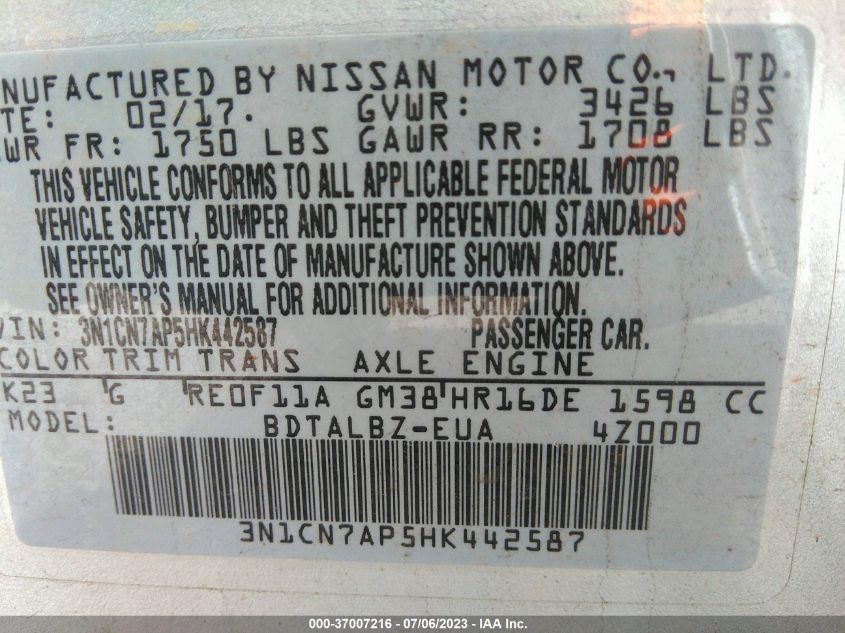 NUFACTURED BY NISSAN MOTOR CO., LTD.
TE: 02/17. GVWR: 3426 LBS
WR FR: 1750 LBS GAWR RR: 1708 LBS
THIS VEHICLE CONFORMS TO ALL APPLICABLE FEDERAL MOTOR
VEHICLE SAFETY, BUMPER AND THEFT PREVENTION STANDARDS
IN EFFECT ON THE DATE OF MANUFACTURE SHOWN ABOVE.
SEE OWNER'S MANUAL FOR ADDITIONAL INFORMATION.
VIN: 3N1CN7AP5HK442587 PASSENGER CAR.
COLOR TRIM TRANS AXLE ENGINE
K23 G RE0F11A GM38 HR16DE 1598 CC
MODEL: BDTALBZ-EUA 4Z000
3N1CN7AP5HK442587
000-37007216 - 07/06/2023 - IAA Inc.